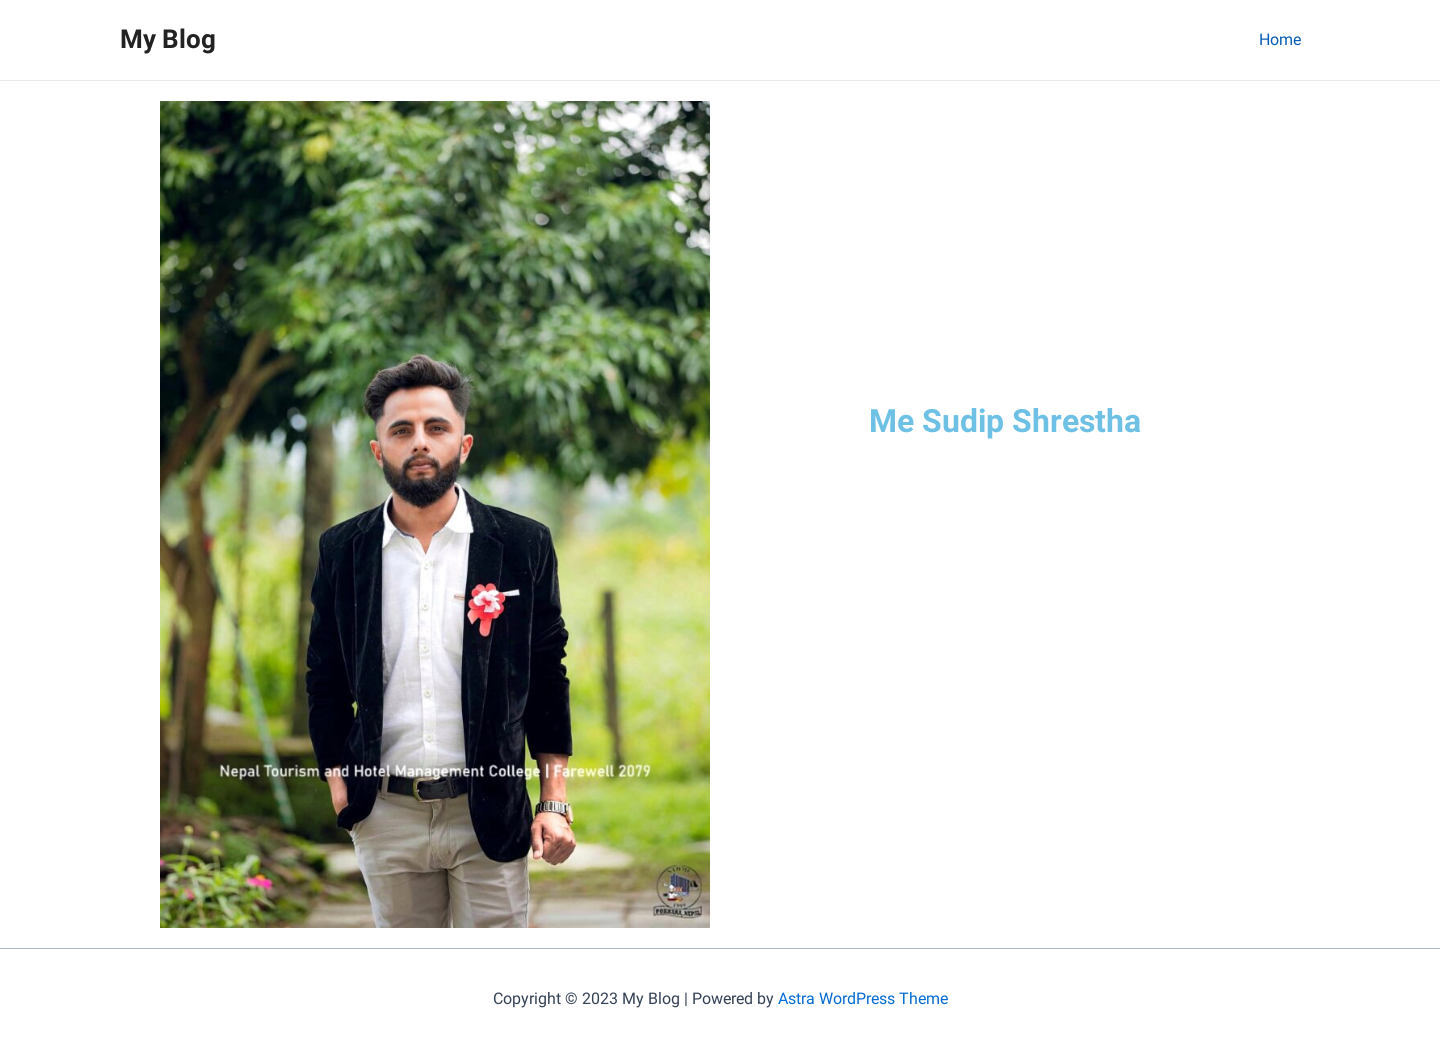 My Blog
Home
Me Sudip Shrestha
Nepal Tourism and Hotel Management College | Farewell 2079
POKHARA, NEPAL
Copyright © 2023 My Blog | Powered by Astra WordPress Theme